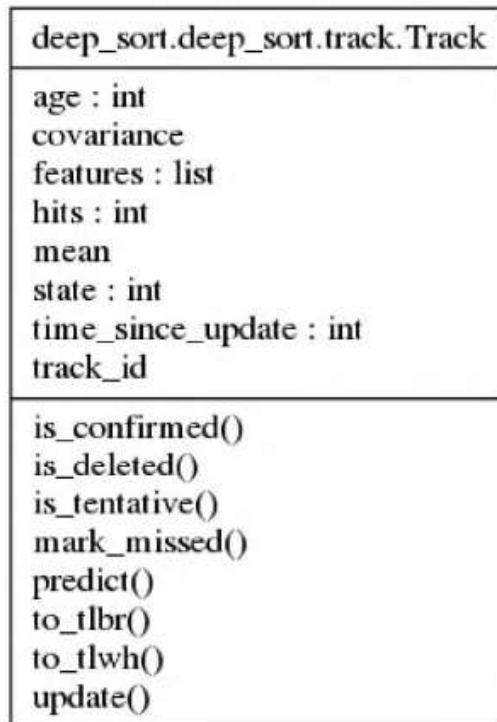 deep_sort.deep_sort.track.Track
age : int
covariance
features : list
hits : int
mean
state : int
time_since_update : int
track_id
is_confirmed()
is_deleted()
is_tentative()
mark_missed()
predict()
to_tlbr()
to_tlwh()
update()